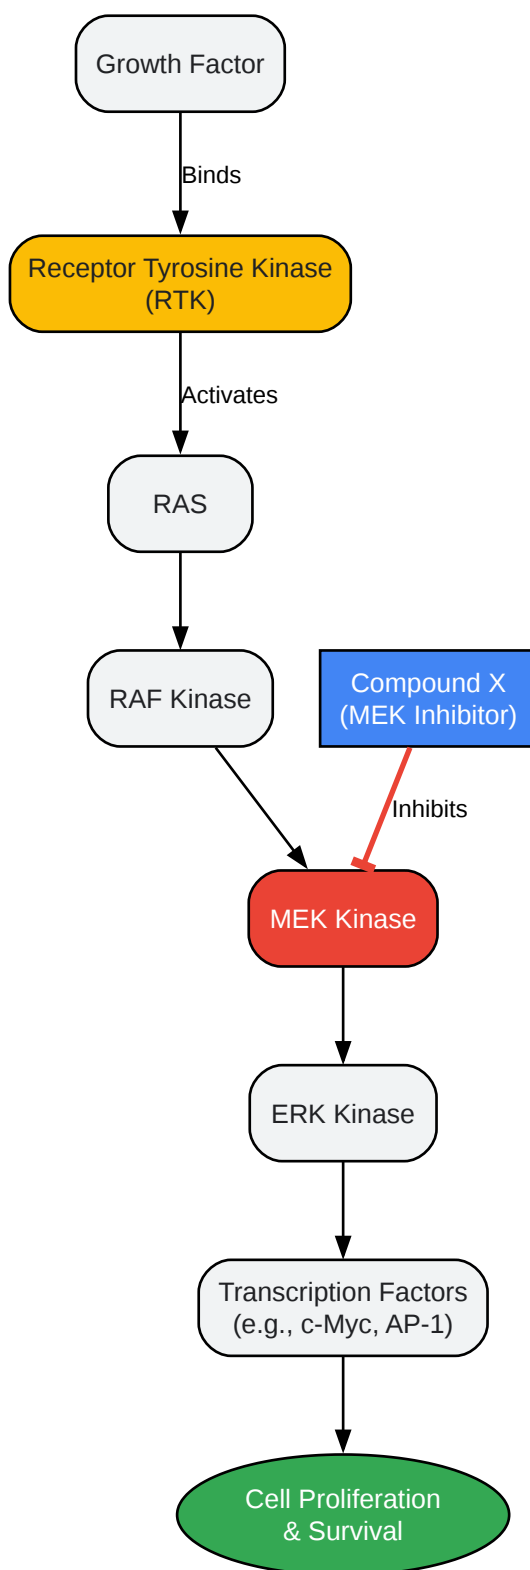 Growth Factor
Binds
Receptor Tyrosine Kinase
(RTK)
Activates
RAS
RAF Kinase
Compound X
(MEK Inhibitor)
Inhibits
MEK Kinase
ERK Kinase
Transcription Factors
(e.g., c-Myc, AP-1)
Cell Proliferation
& Survival